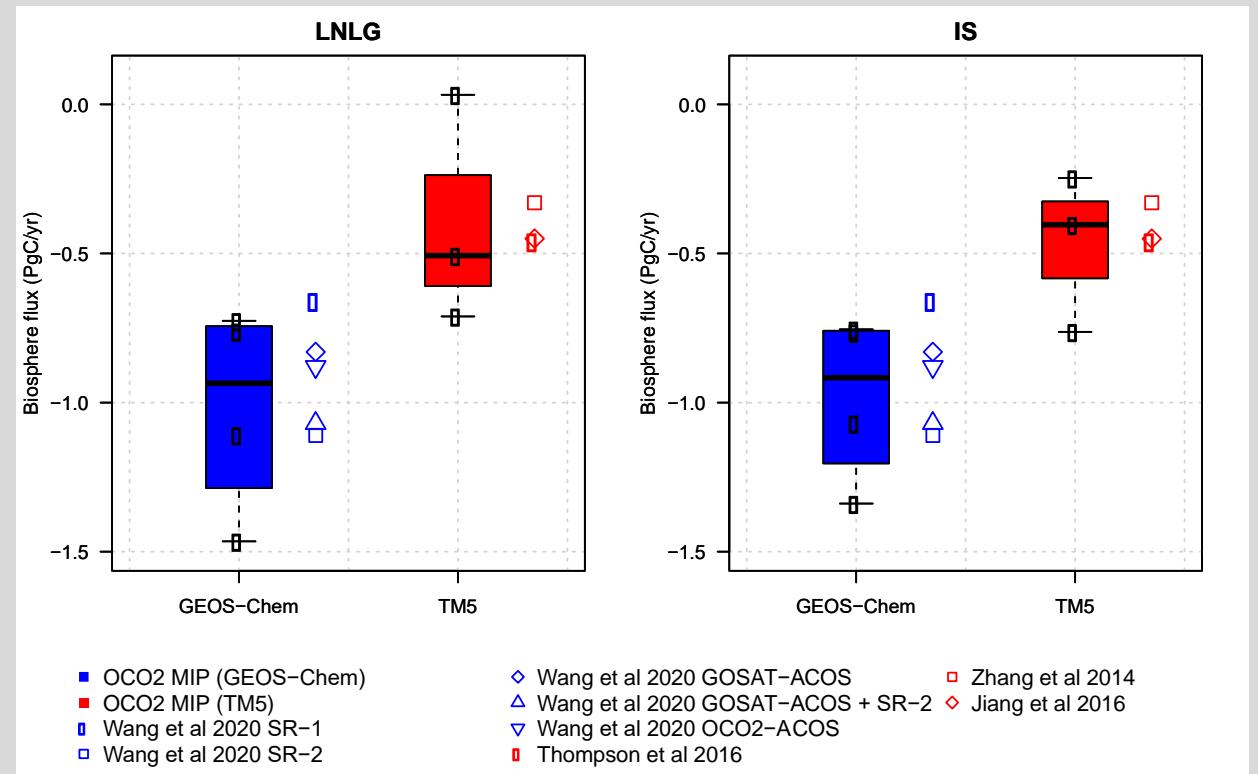 LNLG
IS
Biosphere flux (PgC/yr)
0.0
−0.5
−1.0
−1.5
GEOS−Chem
TM5
Biosphere flux (PgC/yr)
0.0
−0.5
−1.0
−1.5
GEOS−Chem
TM5
OCO2 MIP (GEOS−Chem)
OCO2 MIP (TM5)
Wang et al 2020 SR−1
Wang et al 2020 SR−2
Wang et al 2020 GOSAT−ACOS
Wang et al 2020 GOSAT−ACOS + SR−2
Wang et al 2020 OCO2−ACOS
Thompson et al 2016
Zhang et al 2014
Jiang et al 2016